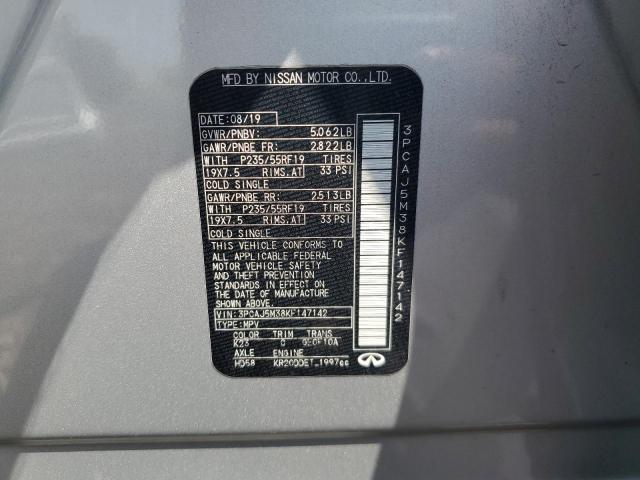 MFD BY NISSAN MOTOR CO.,LTD.
DATE: 08/19
GVWR/PNBV: 5.062LB
GAWR/PNBE FR: 2.822LB
WITH P235/55RF19 TIRES
19X7.5 RIMS.AT 33 PSI
COLD SINGLE
GAWR/PNBE RR: 2.513LB
WITH P235/55RF19 TIRES
19X7.5 RIMS.AT 33 PSI
COLD SINGLE
THIS VEHICLE CONFORMS TO
ALL APPLICABLE FEDERAL
MOTOR VEHICLE SAFETY
AND THEFT PREVENTION
STANDARDS IN EFFECT ON
THE DATE OF MANUFACTURE
SHOWN ABOVE.
VIN: 3PCAJ5M38KF147142
TYPE: MPV
COLOR TRIM TRANS
K23
AXLE ENGINE
HD58 KR20DDET 1997cc
3PCAJ5M38KF147142